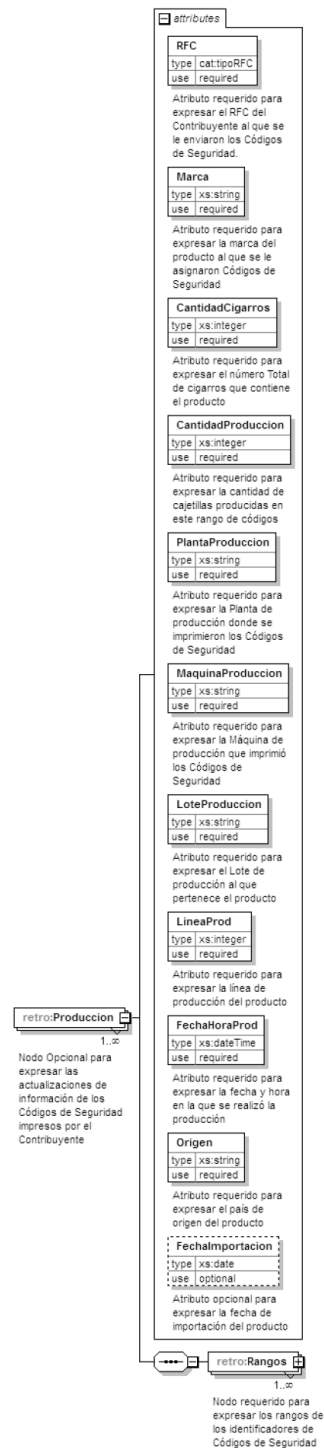 attributes
RFC
type cat:tipoRFC
use required
Atributo requerido para
expresar el RFC del
Contribuyente al que se
le enviaron los Códigos
de Seguridad.
Marca
type xs:string
use required
Atributo requerido para
expresar la marca del
producto al que se le
asignaron Códigos de
Seguridad
CantidadCigarros
type xs:integer
use required
Atributo requerido para
expresar el número Total
de cigarros que contiene
el producto
CantidadProduccion
type xs:integer
use required
Atributo requerido para
expresar la cantidad de
cajetillas producidas en
este rango de códigos
PlantaProduccion
type xs:string
use required
Atributo requerido para
expresar la Planta de
producción donde se
imprimieron los Códigos
de Seguridad
MaquinaProduccion
type xs:string
use required
Atributo requerido para
expresar la Máquina de
producción que imprimió
los Códigos de
Seguridad
LoteProduccion
type xs:string
use required
Atributo requerido para
expresar el Lote de
producción al que
pertenece el producto
LineaProd
type xs:integer
use required
Atributo requerido para
expresar la línea de
producción del producto
FechaHoraProd
type xs:dateTime
use required
Atributo requerido para
expresar la fecha y hora
en la que se realizó la
producción
Origen
type xs:string
use required
Atributo requerido para
expresar el país de
origen del producto
FechaImportacion
type xs:date
use optional
Atributo opcional para
expresar la fecha de
importación del producto
retro:Produccion
1..∞
Nodo Opcional para
expresar las
actualizaciones de
información de los
Códigos de Seguridad
impresos por el
Contribuyente
retro:Rangos
1..∞
Nodo requerido para
expresar los rangos de
los identificadores de
Códigos de Seguridad